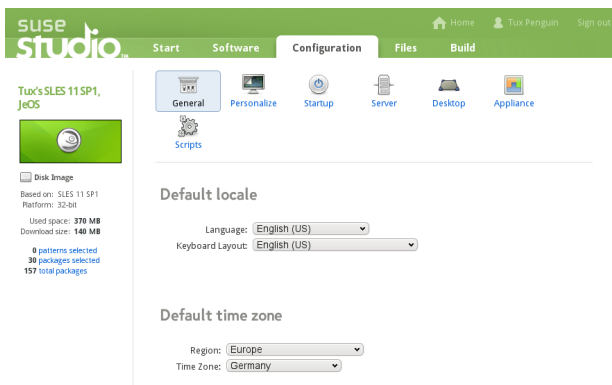 suse
studio™
Home
Tux Penguin
Sign out
Start
Software
Configuration
Files
Build
Tux's SLES 11 SP1,
JeOS
Disk Image
Based on: SLES 11 SP1
Platform: 32-bit
Used space: 370 MB
Download size: 140 MB
0 patterns selected
30 packages selected
157 total packages
General
Personalize
Startup
Server
Desktop
Appliance
Scripts
Default locale
Language: English (US)
Keyboard Layout: English (US)
Default time zone
Region: Europe
Time Zone: Germany